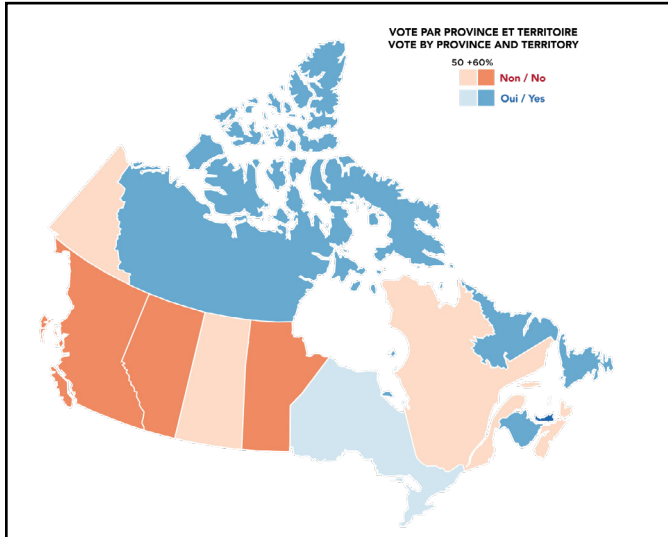 VOTE PAR PROVINCE ET TERRITOIRE
VOTE BY PROVINCE AND TERRITORY
50 +60%
Non / No
Oui / Yes